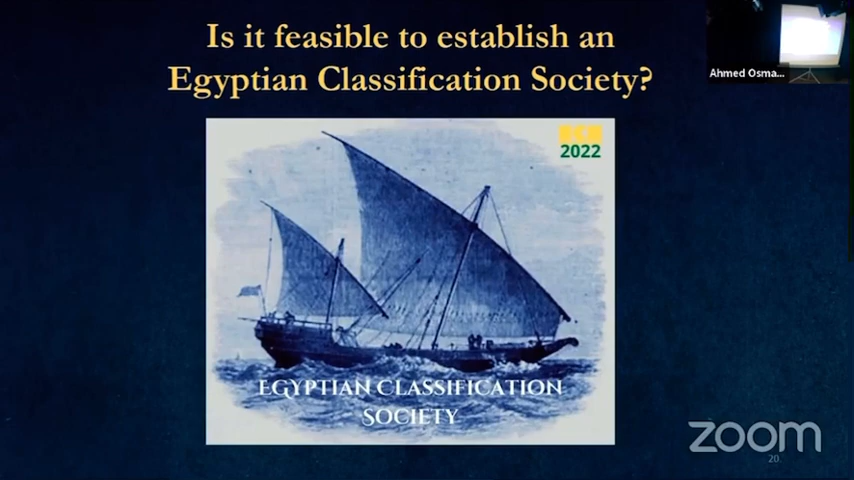 Is it feasible to establish an
Egyptian Classification Society?
Ahmed Osma...
2022
EGYPTIAN CLASSIFICATION
SOCIETY
zoom
20.